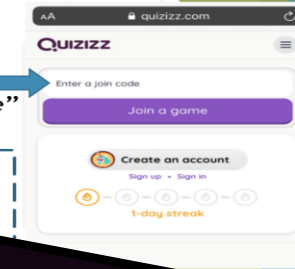 AA quizizz.com
QUIZIZZ
Enter a join code
e”
Join a game
Create an account
Sign up • Sign in
1-day streak